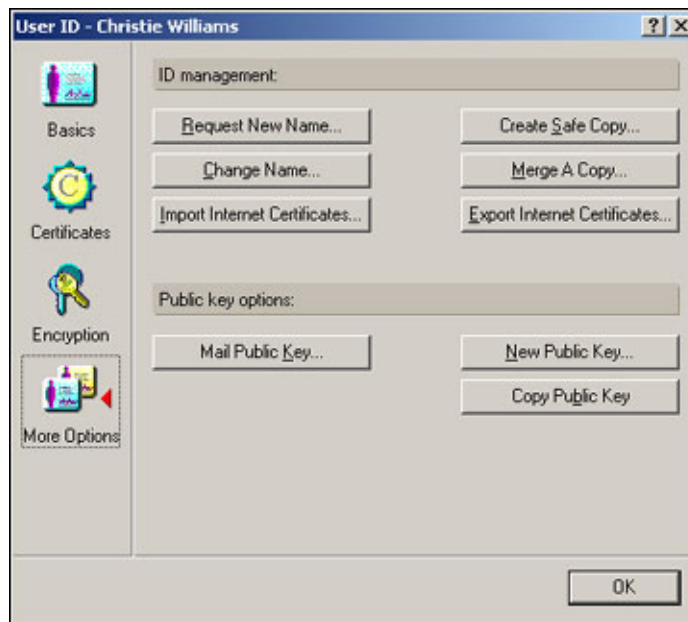 User ID - Christie Williams
Basics
Certificates
Encryption
More Options
ID management:
Request New Name...
Create Safe Copy...
Change Name...
Merge A Copy...
Import Internet Certificates...
Export Internet Certificates...
Public key options:
Mail Public Key...
New Public Key...
Copy Public Key
OK